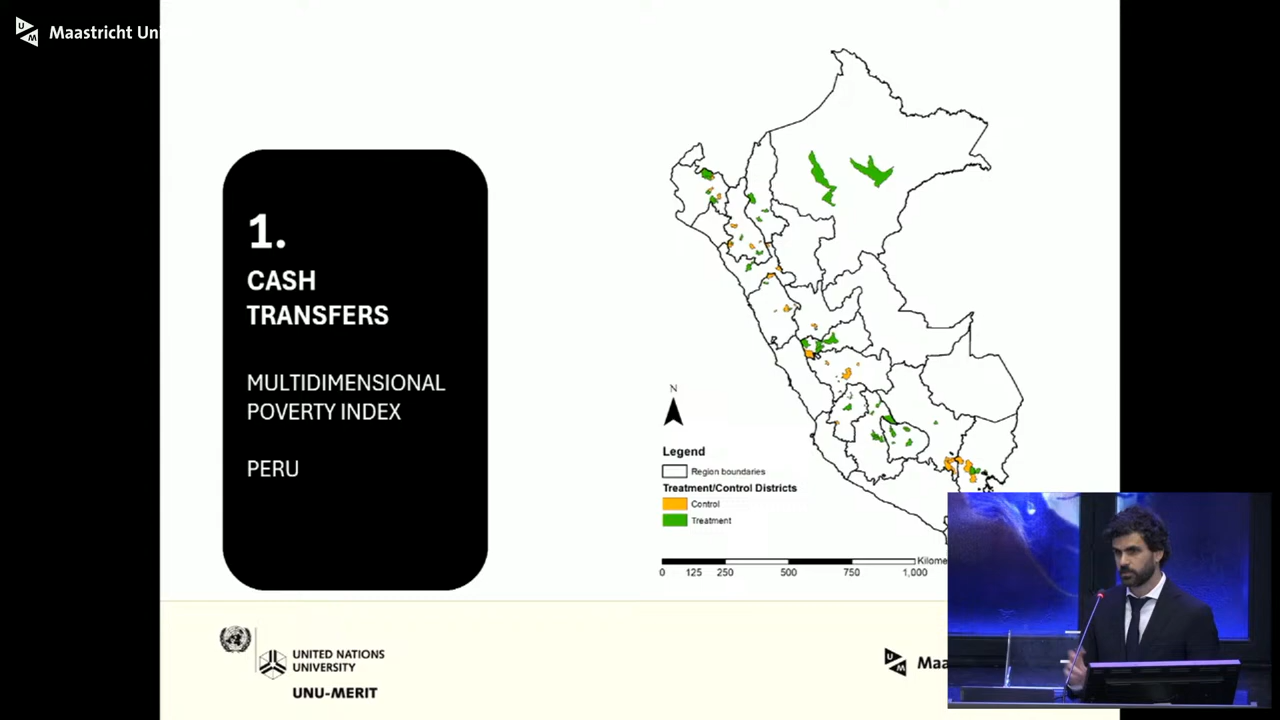 Maastricht Uni
1.
CASH
TRANSFERS
MULTIDIMENSIONAL
POVERTY INDEX
PERU
N
Legend
Region boundaries
Treatment/Control Districts
Control
Treatment
Kilome
0 125 250 500 750 1,000
UNITED NATIONS
UNIVERSITY
UNU-MERIT
Maa